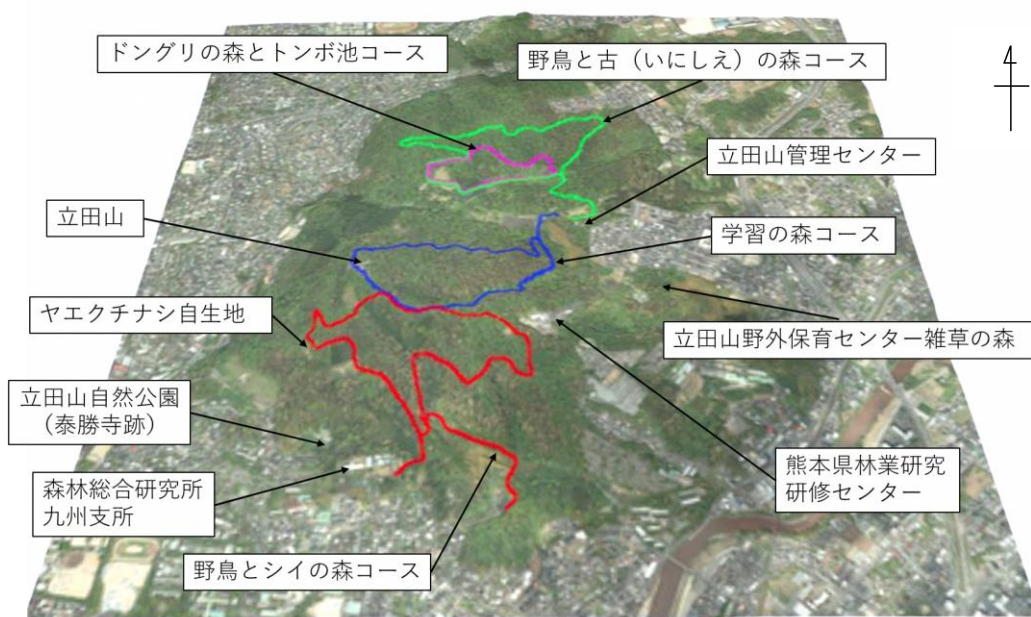 ドングリの森とトンボ池コース
野鳥と古（いにしえ）の森コース
立田山管理センター
立田山
学習の森コース
ヤエクチナシ自生地
立田山野外保育センター雑草の森
立田山自然公園
（泰勝寺跡）
熊本県林業研究
研修センター
森林総合研究所
九州支所
野鳥とシイの森コース